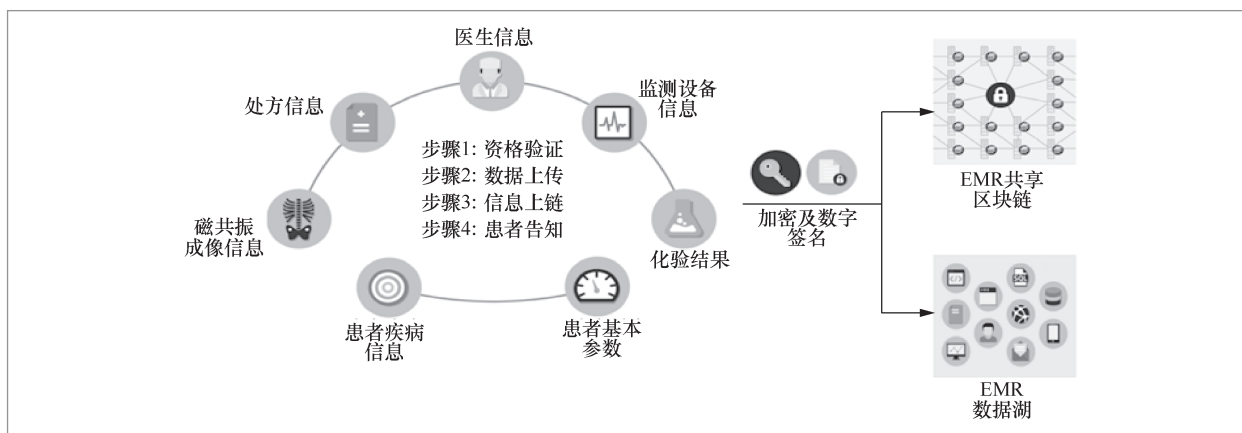 医生信息
处方信息
监测设备
信息
步骤1: 资格验证
步骤2: 数据上传
步骤3: 信息上链
步骤4: 患者告知
磁共振
成像信息
化验结果
患者疾病
信息
患者基本
参数
加密及数字
签名
EMR共享
区块链
SQL
EMR
数据湖